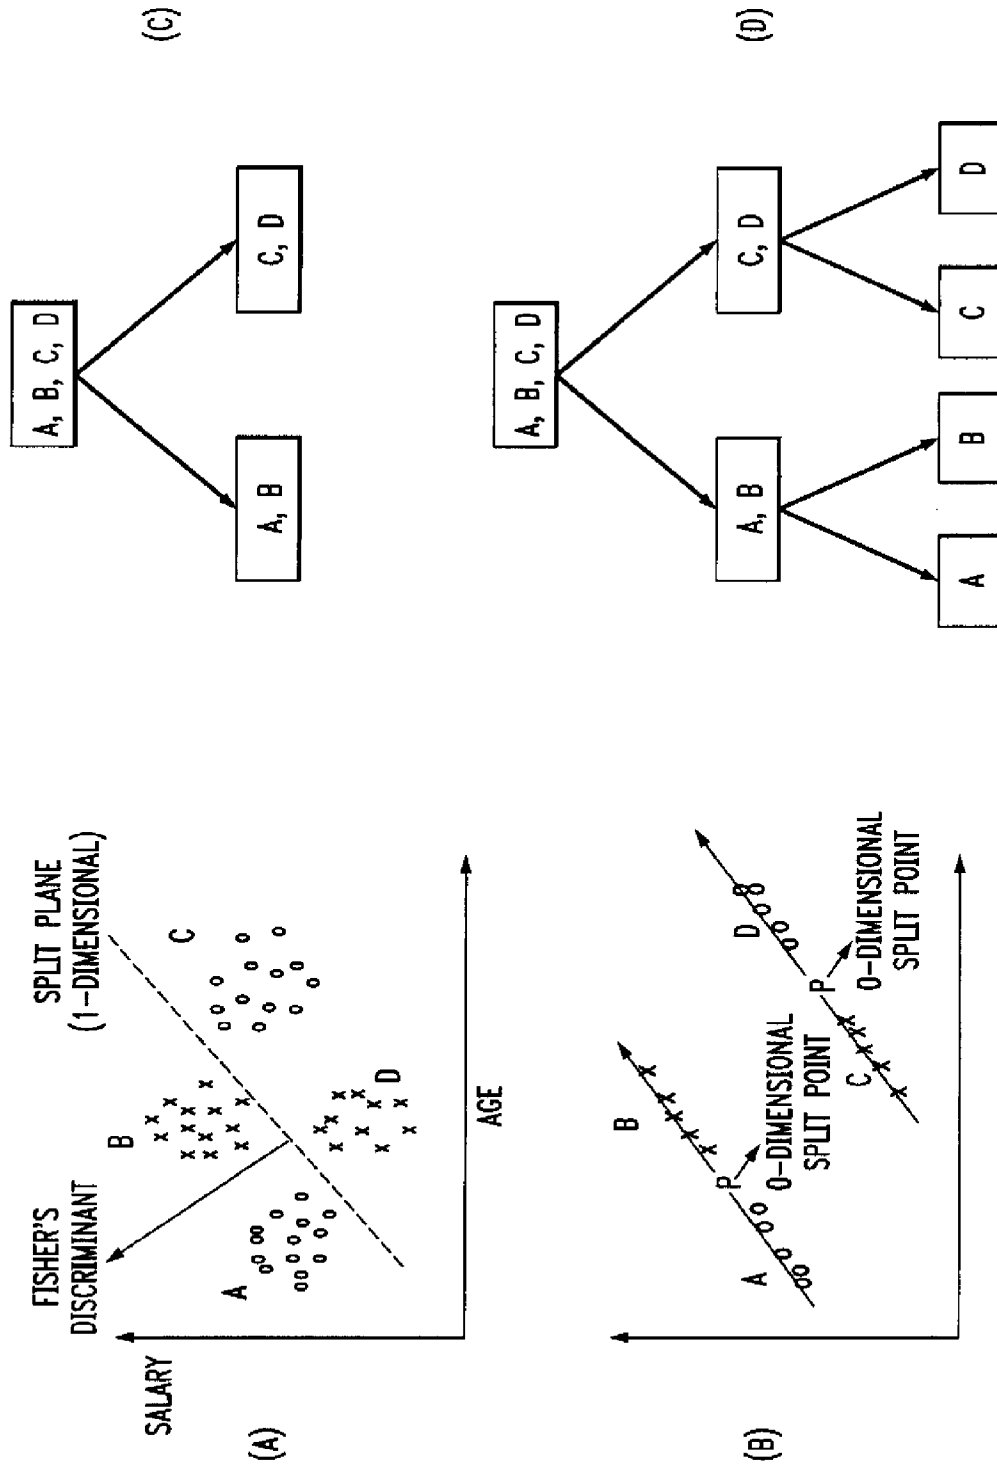 (A)
SALARY
FISHER'S
DISCRIMINANT
SPLIT PLANE
(1-DIMENSIONAL)
A
B
C
D
AGE
(B)
A
B
P
0-DIMENSIONAL
SPLIT POINT
C
D
P
0-DIMENSIONAL
SPLIT POINT
(C)
A, B, C, D
A, B
C, D
(D)
A, B, C, D
A, B
C, D
A
B
C
D